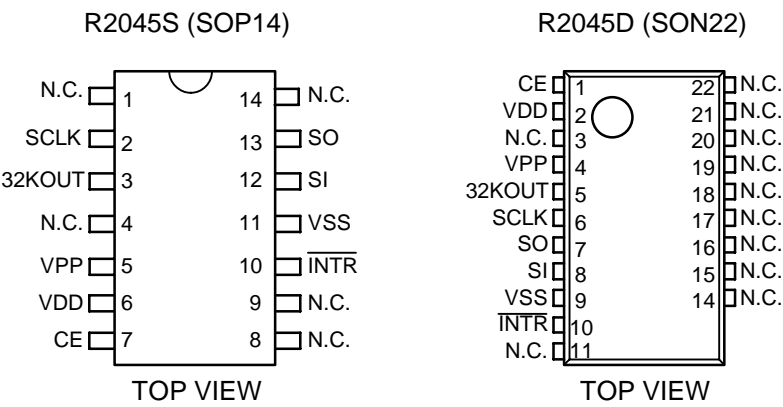 R2045S (SOP14)
N.C. 1 14 N.C.
SCLK 2 13 SO
32KOUT 3 12 SI
N.C. 4 11 VSS
VPP 5 10 INTR
VDD 6 9 N.C.
CE 7 8 N.C.
TOP VIEW
R2045D (SON22)
CE 1 22 N.C.
VDD 2 21 N.C.
N.C. 3 20 N.C.
VPP 4 19 N.C.
32KOUT 5 18 N.C.
SCLK 6 17 N.C.
SO 7 16 N.C.
SI 8 15 N.C.
VSS 9 14 N.C.
INTR 10
N.C. 11
TOP VIEW